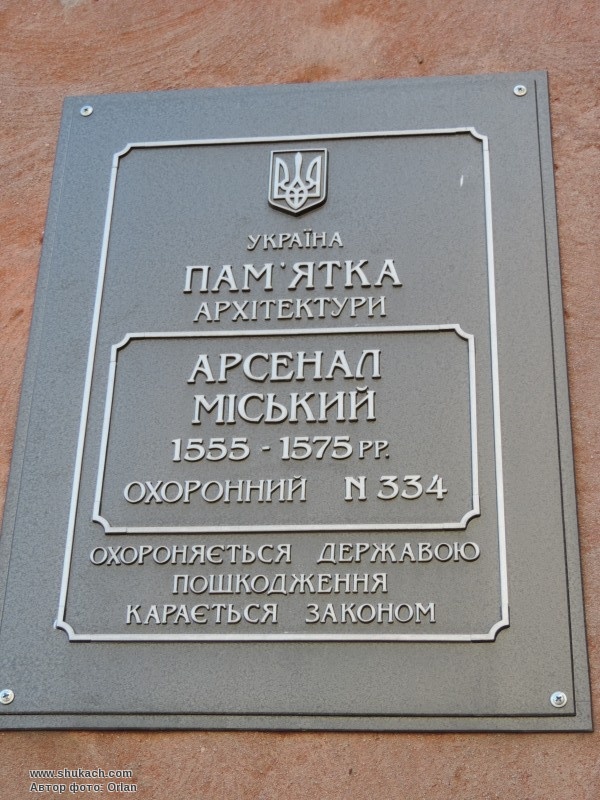 УКРАЇНА
ПАМ'ЯТКА
АРХІТЕКТУРИ
АРСЕНАЛ
МІСЬКИЙ
1555 - 1575 РР.
ОХОРОННИЙ N 334
ОХОРОНЯЄТЬСЯ ДЕРЖАВОЮ
ПОШКОДЖЕННЯ
КАРАЄТЬСЯ ЗАКОНОМ
www.shukach.com
Автор фото: Orlan